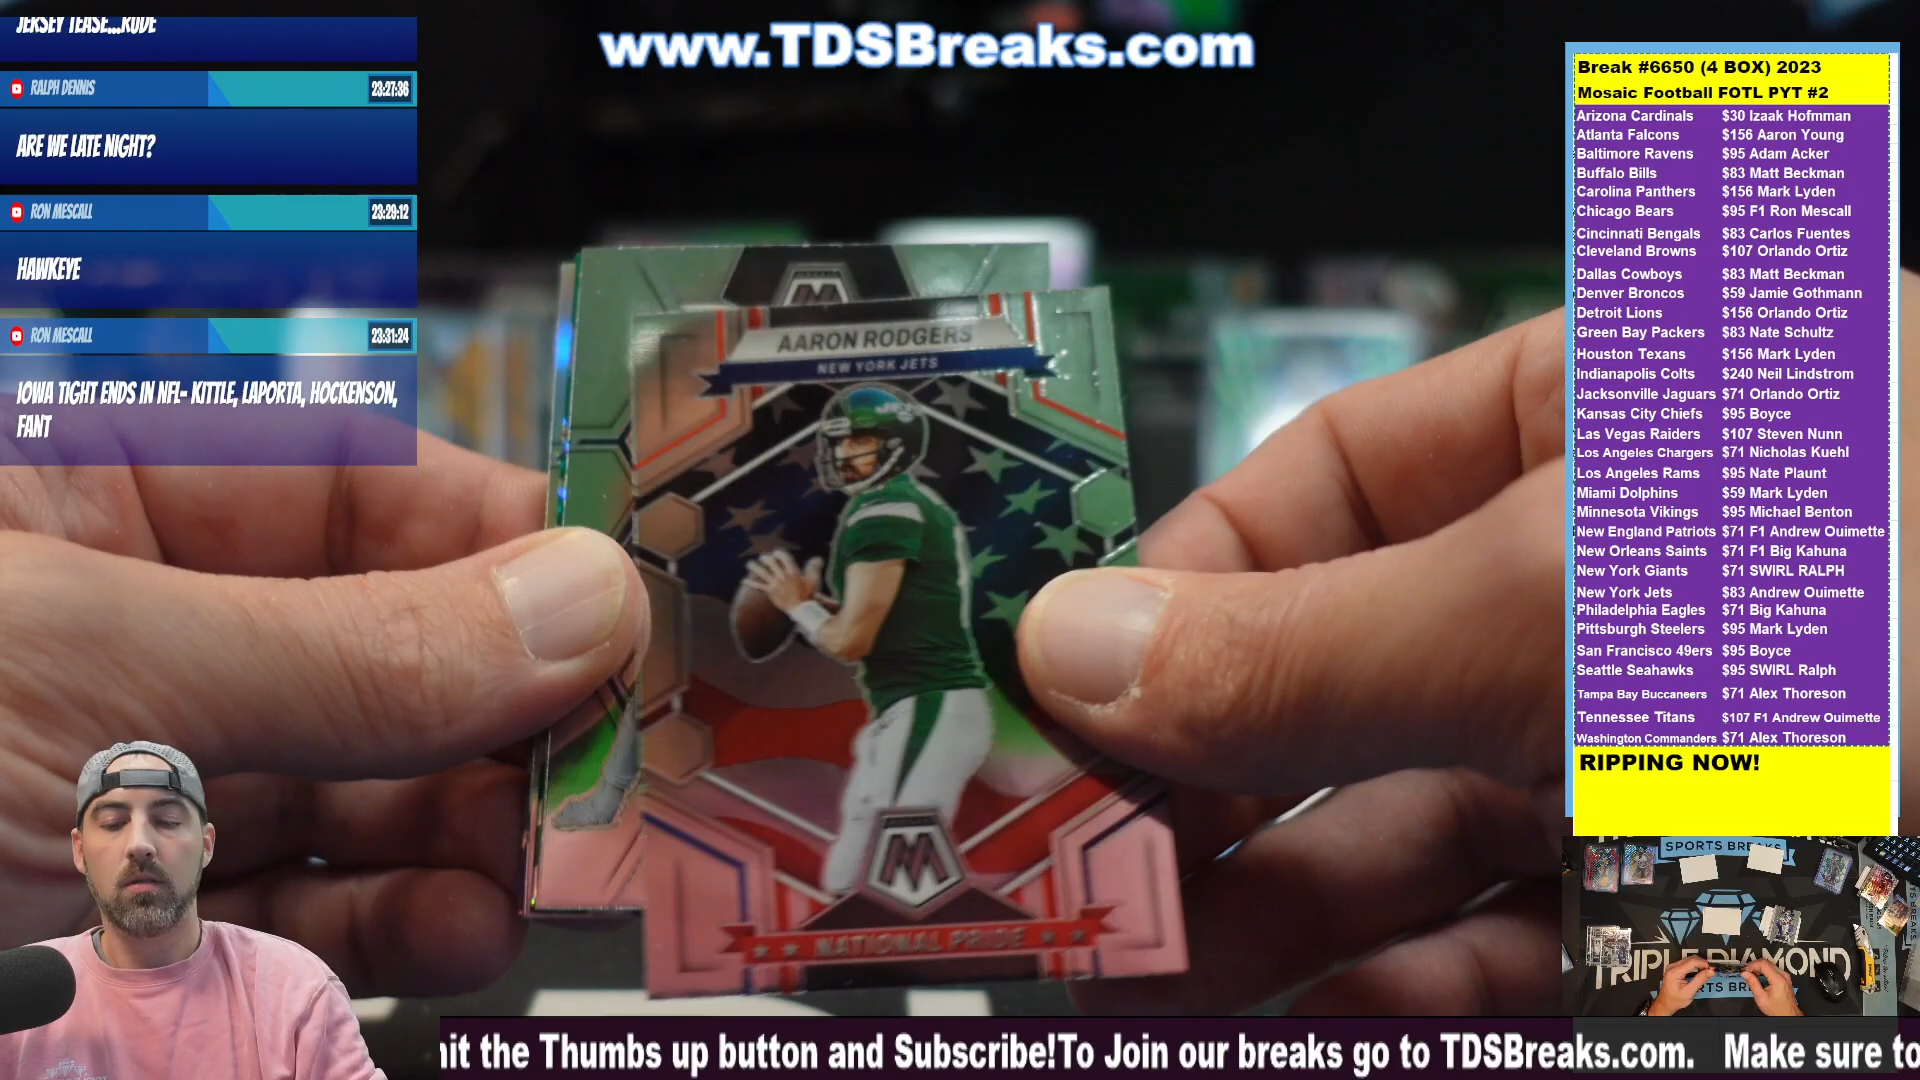 JERSEY TEASE...RUDE
RALPH DENNIS
23:27:36
ARE WE LATE NIGHT?
RON MESCALL
23:29:12
HAWKEYE
RON MESCALL
23:31:24
IOWA TIGHT ENDS IN NFL- KITTLE, LAPORTA, HOCKENSON,
FANT
www.TDSBreaks.com
AARON RODGERS
NEW YORK JETS
M
NATIONAL PRIDE
Break #6650 (4 BOX) 2023
Mosaic Football FOTL PYT #2
Arizona Cardinals $30 Izaak Hofmman
Atlanta Falcons $156 Aaron Young
Baltimore Ravens $95 Adam Acker
Buffalo Bills $83 Matt Beckman
Carolina Panthers $156 Mark Lyden
Chicago Bears $95 F1 Ron Mescall
Cincinnati Bengals $83 Carlos Fuentes
Cleveland Browns $107 Orlando Ortiz
Dallas Cowboys $83 Matt Beckman
Denver Broncos $59 Jamie Gothmann
Detroit Lions $156 Orlando Ortiz
Green Bay Packers $83 Nate Schultz
Houston Texans $156 Mark Lyden
Indianapolis Colts $240 Neil Lindstrom
Jacksonville Jaguars $71 Orlando Ortiz
Kansas City Chiefs $95 Boyce
Las Vegas Raiders $107 Steven Nunn
Los Angeles Chargers $71 Nicholas Kuehl
Los Angeles Rams $95 Nate Plaunt
Miami Dolphins $59 Mark Lyden
Minnesota Vikings $95 Michael Benton
New England Patriots $71 F1 Andrew Ouimette
New Orleans Saints $71 F1 Big Kahuna
New York Giants $71 SWIRL RALPH
New York Jets $83 Andrew Ouimette
Philadelphia Eagles $71 Big Kahuna
Pittsburgh Steelers $95 Mark Lyden
San Francisco 49ers $95 Boyce
Seattle Seahawks $95 SWIRL Ralph
Tampa Bay Buccaneers $71 Alex Thoreson
Tennessee Titans $107 F1 Andrew Ouimette
Washington Commanders $71 Alex Thoreson
RIPPING NOW!
SPORTS BREAKS
TRIPLE DIAMOND
SPORTS BRE
hit the Thumbs up button and Subscribe!To Join our breaks go to TDSBreaks.com. Make sure to